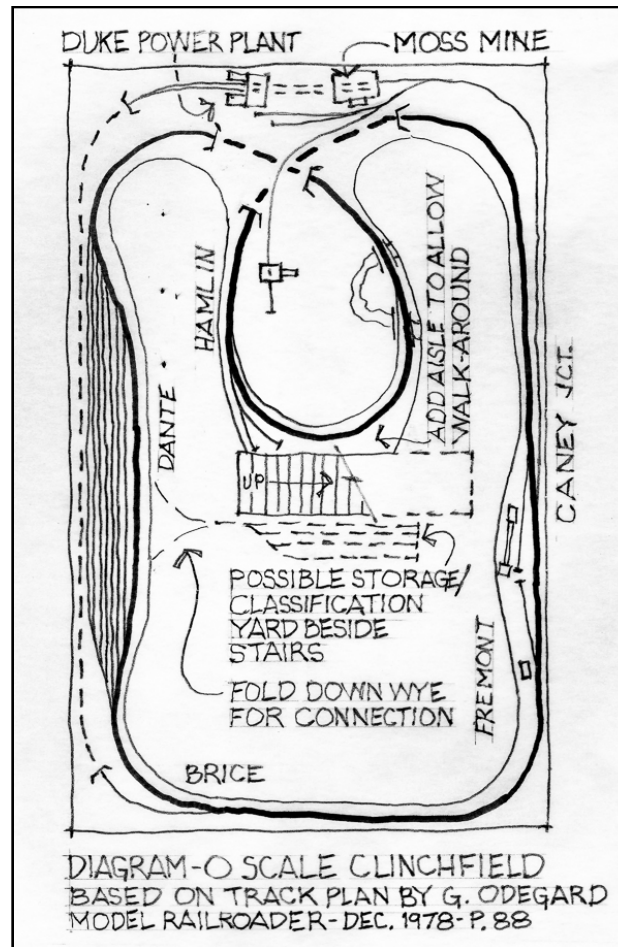 DUKE POWER PLANT
MOSS MINE
HAMLIN
ADD AISLE TO ALLOW
WALK-AROUND
DANTE
CANEY JCT.
UP
POSSIBLE STORAGE/
CLASSIFICATION
YARD BESIDE
STAIRS
FREMONT
FOLD DOWN WYE
FOR CONNECTION
BRICE
DIAGRAM-O SCALE CLINCHFIELD
BASED ON TRACK PLAN BY G. ODEGARD
MODEL RAILROADER-DEC. 1978-P. 88